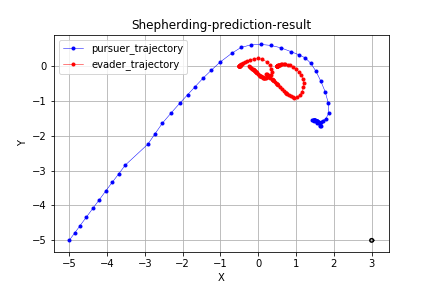 Shepherding-prediction-result
pursuer_trajectory
evader_trajectory
0
−1
−2
−3
−4
−5
Y
−5 −4 −3 −2 −1 0 1 2 3
X